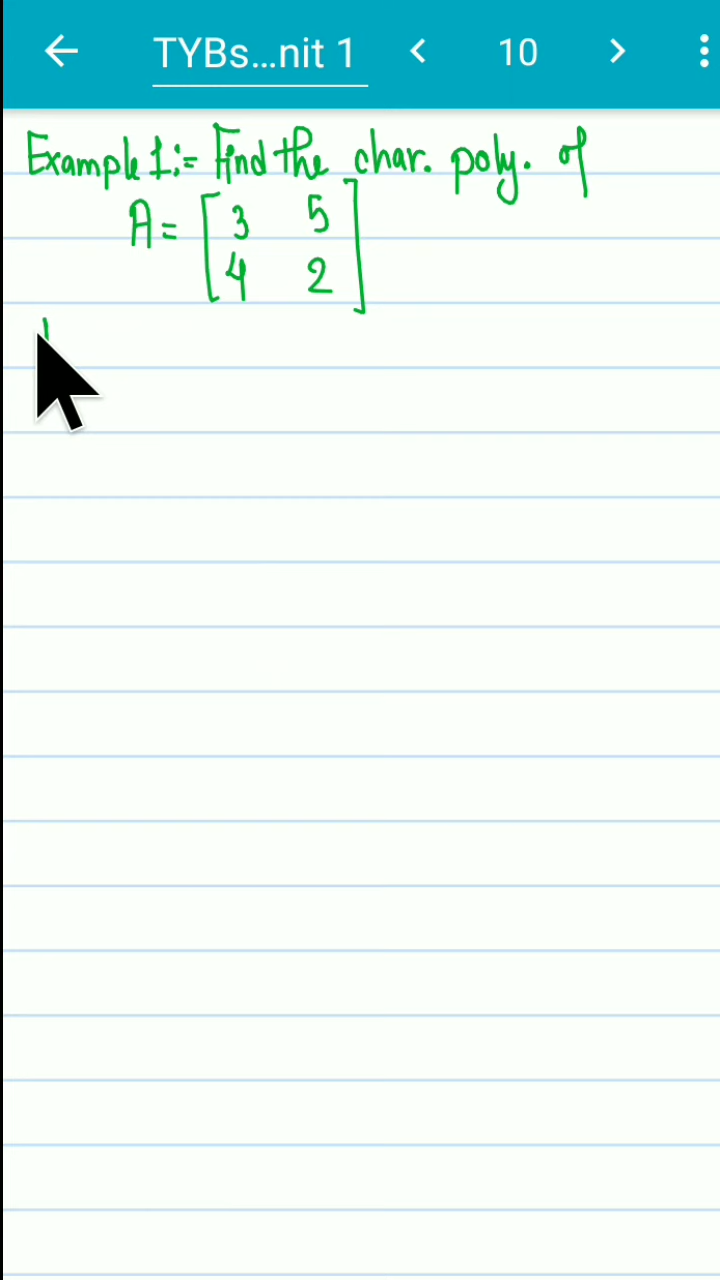 TYBs...nit 1 < 10 >
Example 1:= Find the char. poly. of
A = [3 5
4 2]